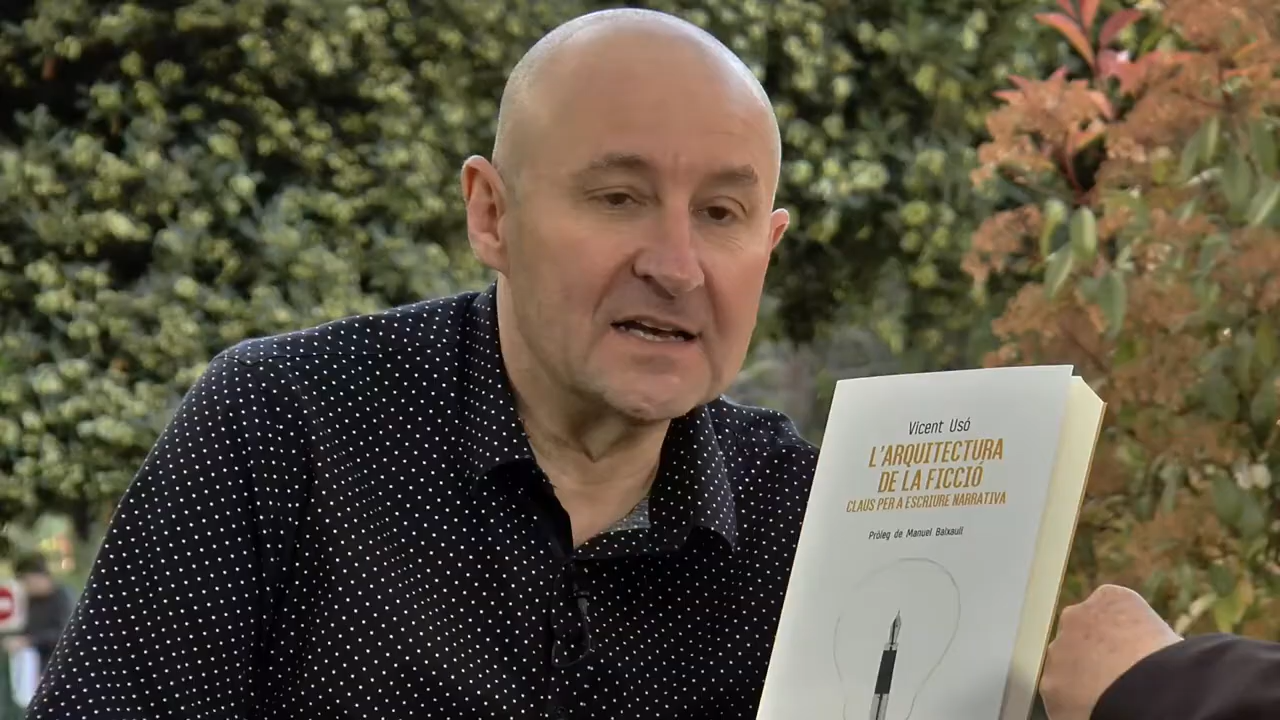 Vicent Usó
L'ARQUITECTURA
DE LA FICCIÓ
CLAUS PER A ESCRIURE NARRATIVA
Pròleg de Manuel Baixauli